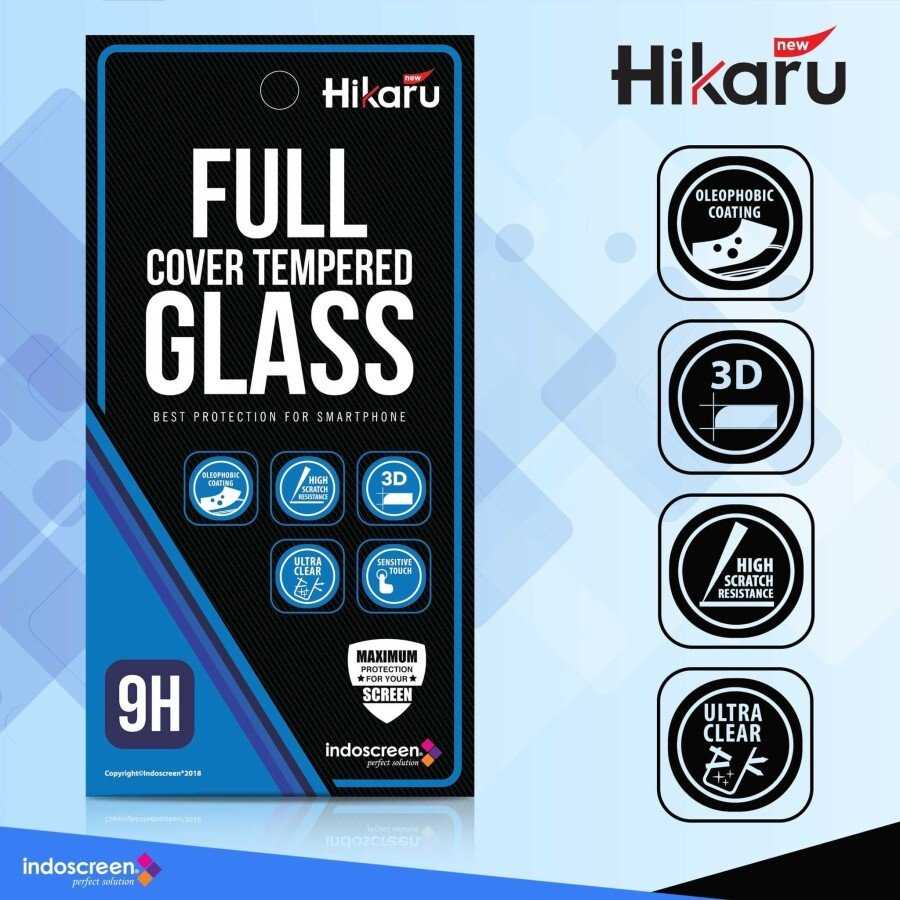 new
Hikaru
FULL
COVER TEMPERED
GLASS
BEST PROTECTION FOR SMARTPHONE
OLEOPHOBIC
COATING
HIGH
SCRATCH
RESISTANCE
3D
ULTRA
CLEAR
SENSITIVE
TOUCH
MAXIMUM
PROTECTION
FOR YOUR
SCREEN
9H
indoscreen
perfect solution
Copyright©Indoscreen®2018
new
Hikaru
OLEOPHOBIC
COATING
3D
HIGH
SCRATCH
RESISTANCE
ULTRA
CLEAR
indoscreen
perfect solution